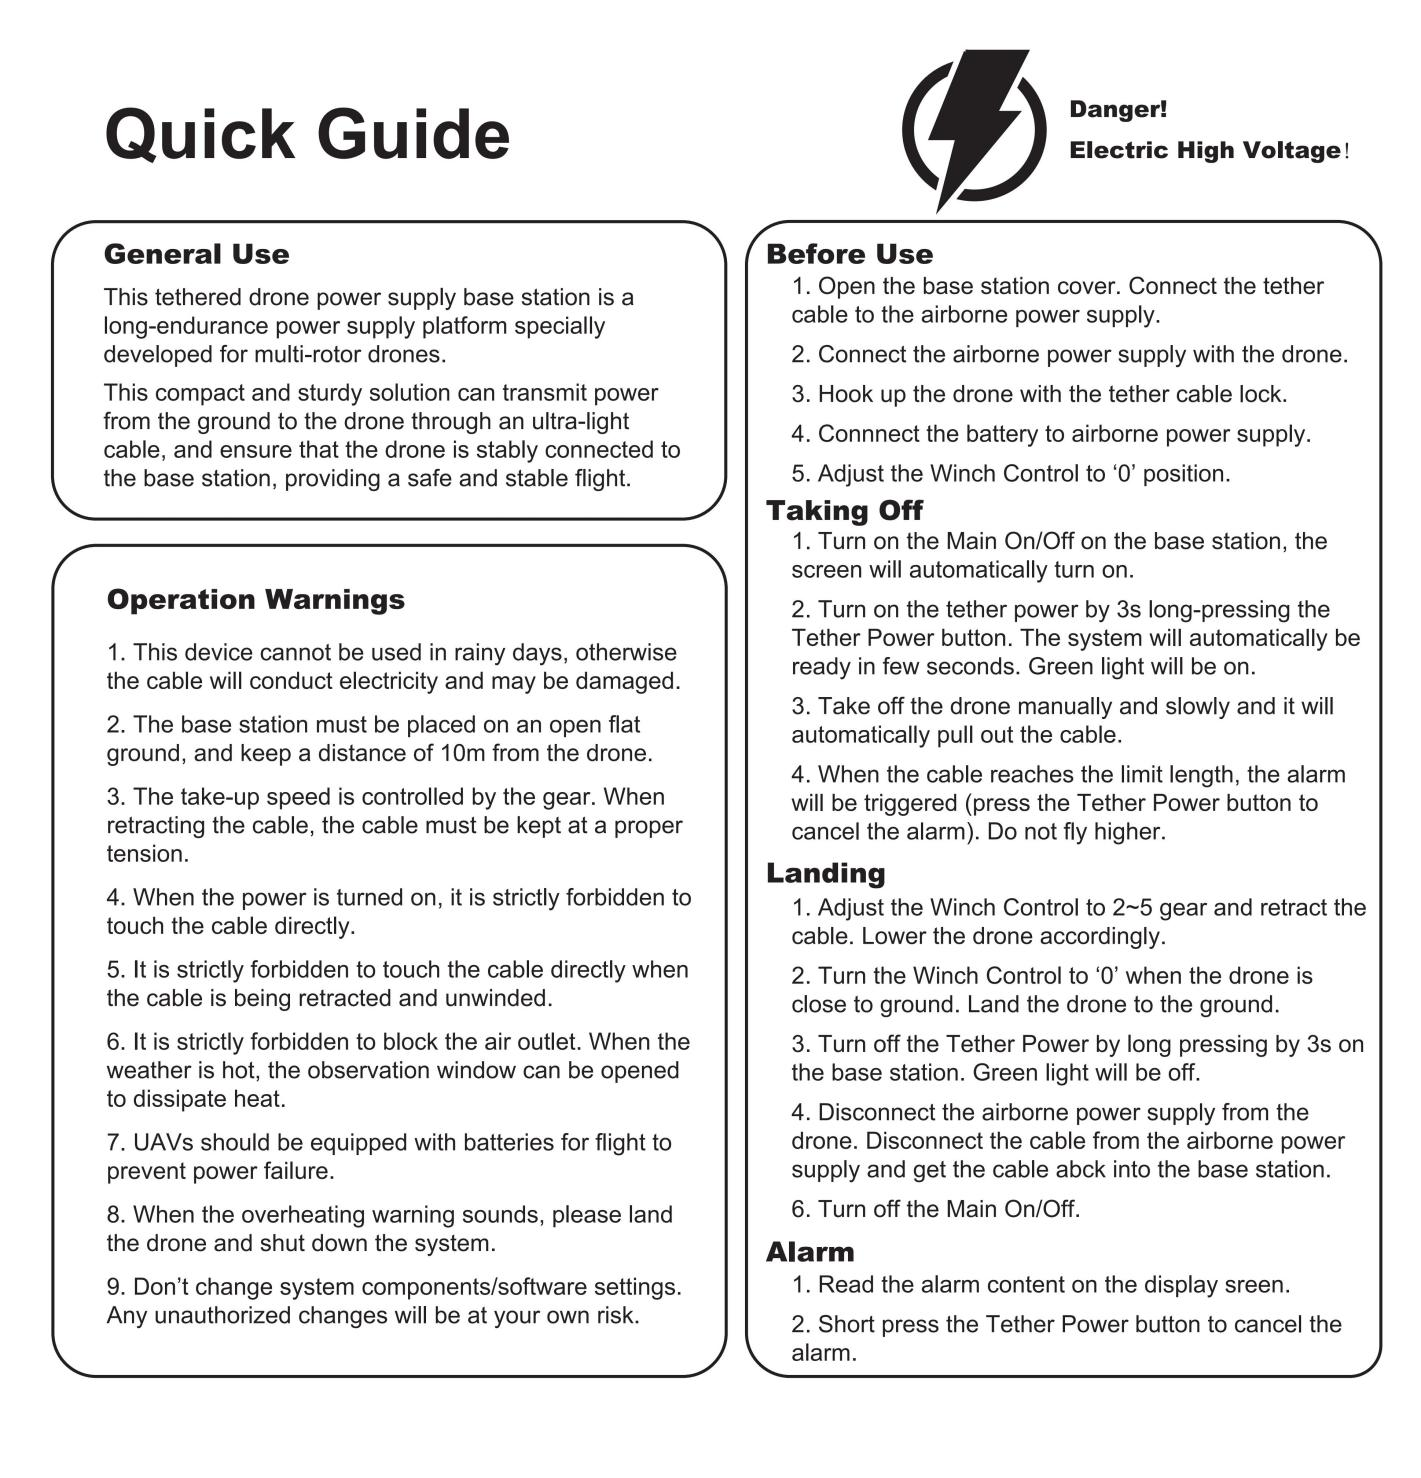 Quick Guide
Danger!
Electric High Voltage!
General Use
This tethered drone power supply base station is a
long-endurance power supply platform specially
developed for multi-rotor drones.
This compact and sturdy solution can transmit power
from the ground to the drone through an ultra-light
cable, and ensure that the drone is stably connected to
the base station, providing a safe and stable flight.
Operation Warnings
1. This device cannot be used in rainy days, otherwise
the cable will conduct electricity and may be damaged.
2. The base station must be placed on an open flat
ground, and keep a distance of 10m from the drone.
3. The take-up speed is controlled by the gear. When
retracting the cable, the cable must be kept at a proper
tension.
4. When the power is turned on, it is strictly forbidden to
touch the cable directly.
5. It is strictly forbidden to touch the cable directly when
the cable is being retracted and unwinded.
6. It is strictly forbidden to block the air outlet. When the
weather is hot, the observation window can be opened
to dissipate heat.
7. UAVs should be equipped with batteries for flight to
prevent power failure.
8. When the overheating warning sounds, please land
the drone and shut down the system.
9. Don’t change system components/software settings.
Any unauthorized changes will be at your own risk.
Before Use
1. Open the base station cover. Connect the tether
cable to the airborne power supply.
2. Connect the airborne power supply with the drone.
3. Hook up the drone with the tether cable lock.
4. Connnect the battery to airborne power supply.
5. Adjust the Winch Control to ‘0’ position.
Taking Off
1. Turn on the Main On/Off on the base station, the
screen will automatically turn on.
2. Turn on the tether power by 3s long-pressing the
Tether Power button. The system will automatically be
ready in few seconds. Green light will be on.
3. Take off the drone manually and slowly and it will
automatically pull out the cable.
4. When the cable reaches the limit length, the alarm
will be triggered (press the Tether Power button to
cancel the alarm). Do not fly higher.
Landing
1. Adjust the Winch Control to 2~5 gear and retract the
cable. Lower the drone accordingly.
2. Turn the Winch Control to ‘0’ when the drone is
close to ground. Land the drone to the ground.
3. Turn off the Tether Power by long pressing by 3s on
the base station. Green light will be off.
4. Disconnect the airborne power supply from the
drone. Disconnect the cable from the airborne power
supply and get the cable abck into the base station.
6. Turn off the Main On/Off.
Alarm
1. Read the alarm content on the display sreen.
2. Short press the Tether Power button to cancel the
alarm.